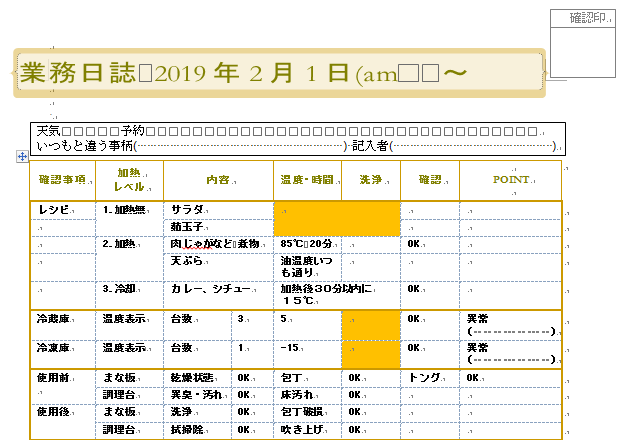 確認印
業務日誌□2019年2月1日(am□□～
天気□□□□□予約□□□□□□□□□□□□□□□□□□□□□□□□□□□□□□□□
いつもと違う事柄( ) 記入者( )
確認事項 加熱レベル 内容 温度・時間 洗浄 確認 POINT
レシピ 1.加熱無 サラダ
茹玉子
2.加熱 肉じゃがなど□煮物 85℃□20分 OK
天ぷら 油温度いつも通り
3.冷却 カレー、シチュー 加熱後30分以内に15℃ OK
冷蔵庫 温度表示 台数 3 5 OK 異常(----------------)
冷凍庫 温度表示 台数 1 -15 OK 異常(----------------)
使用前 まな板 乾燥状態 OK 包丁 OK トング OK
調理台 異臭・汚れ OK 床汚れ OK
使用後 まな板 洗浄 OK 包丁破損 OK
調理台 拭掃除 OK 吹き上げ OK